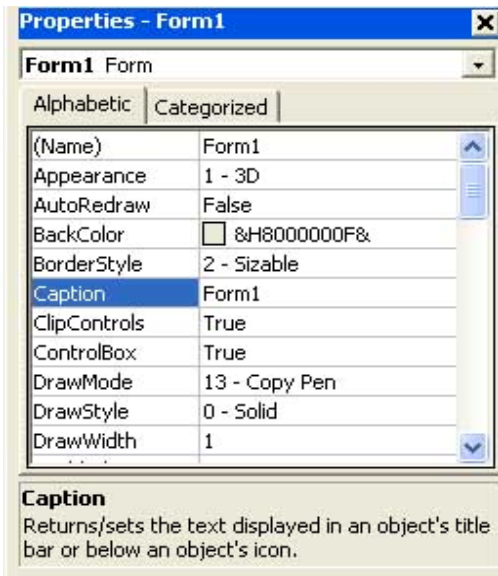 Properties - Form1
Form1 Form
Alphabetic Categorized
(Name) Form1
Appearance 1 - 3D
AutoRedraw False
BackColor &H8000000F&
BorderStyle 2 - Sizable
Caption Form1
ClipControls True
ControlBox True
DrawMode 13 - Copy Pen
DrawStyle 0 - Solid
DrawWidth 1
Caption
Returns/sets the text displayed in an object's title
bar or below an object's icon.